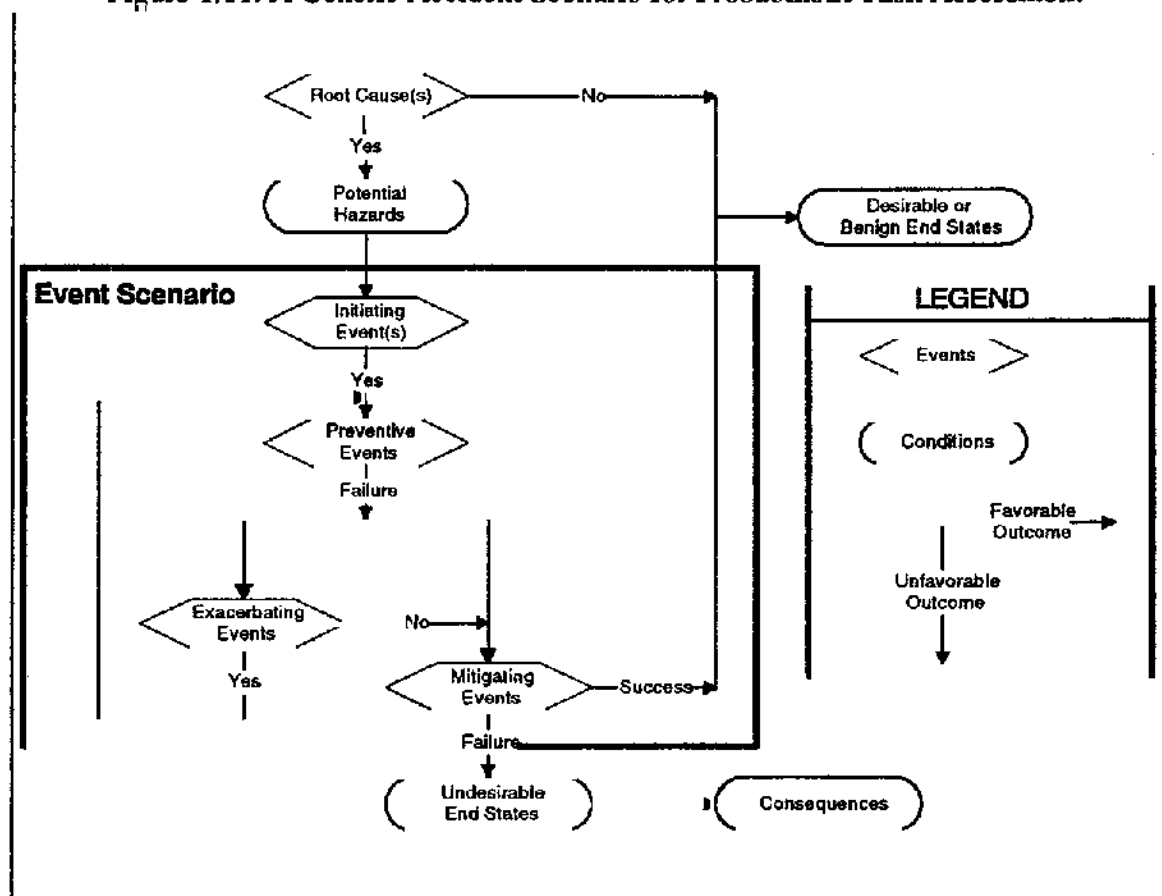 Root Cause(s)
No
Yes
Potential
Hazards
Desirable or
Benign End States
Event Scenario
LEGEND
Initiating
Event(s)
Events
Yes
Preventive
Events
Conditions
Failure
Favorable
Outcome
Unfavorable
Outcome
Exacerbating
Events
No
Yes
Mitigating
Events
Success
Failure
Undesirable
End States
Consequences